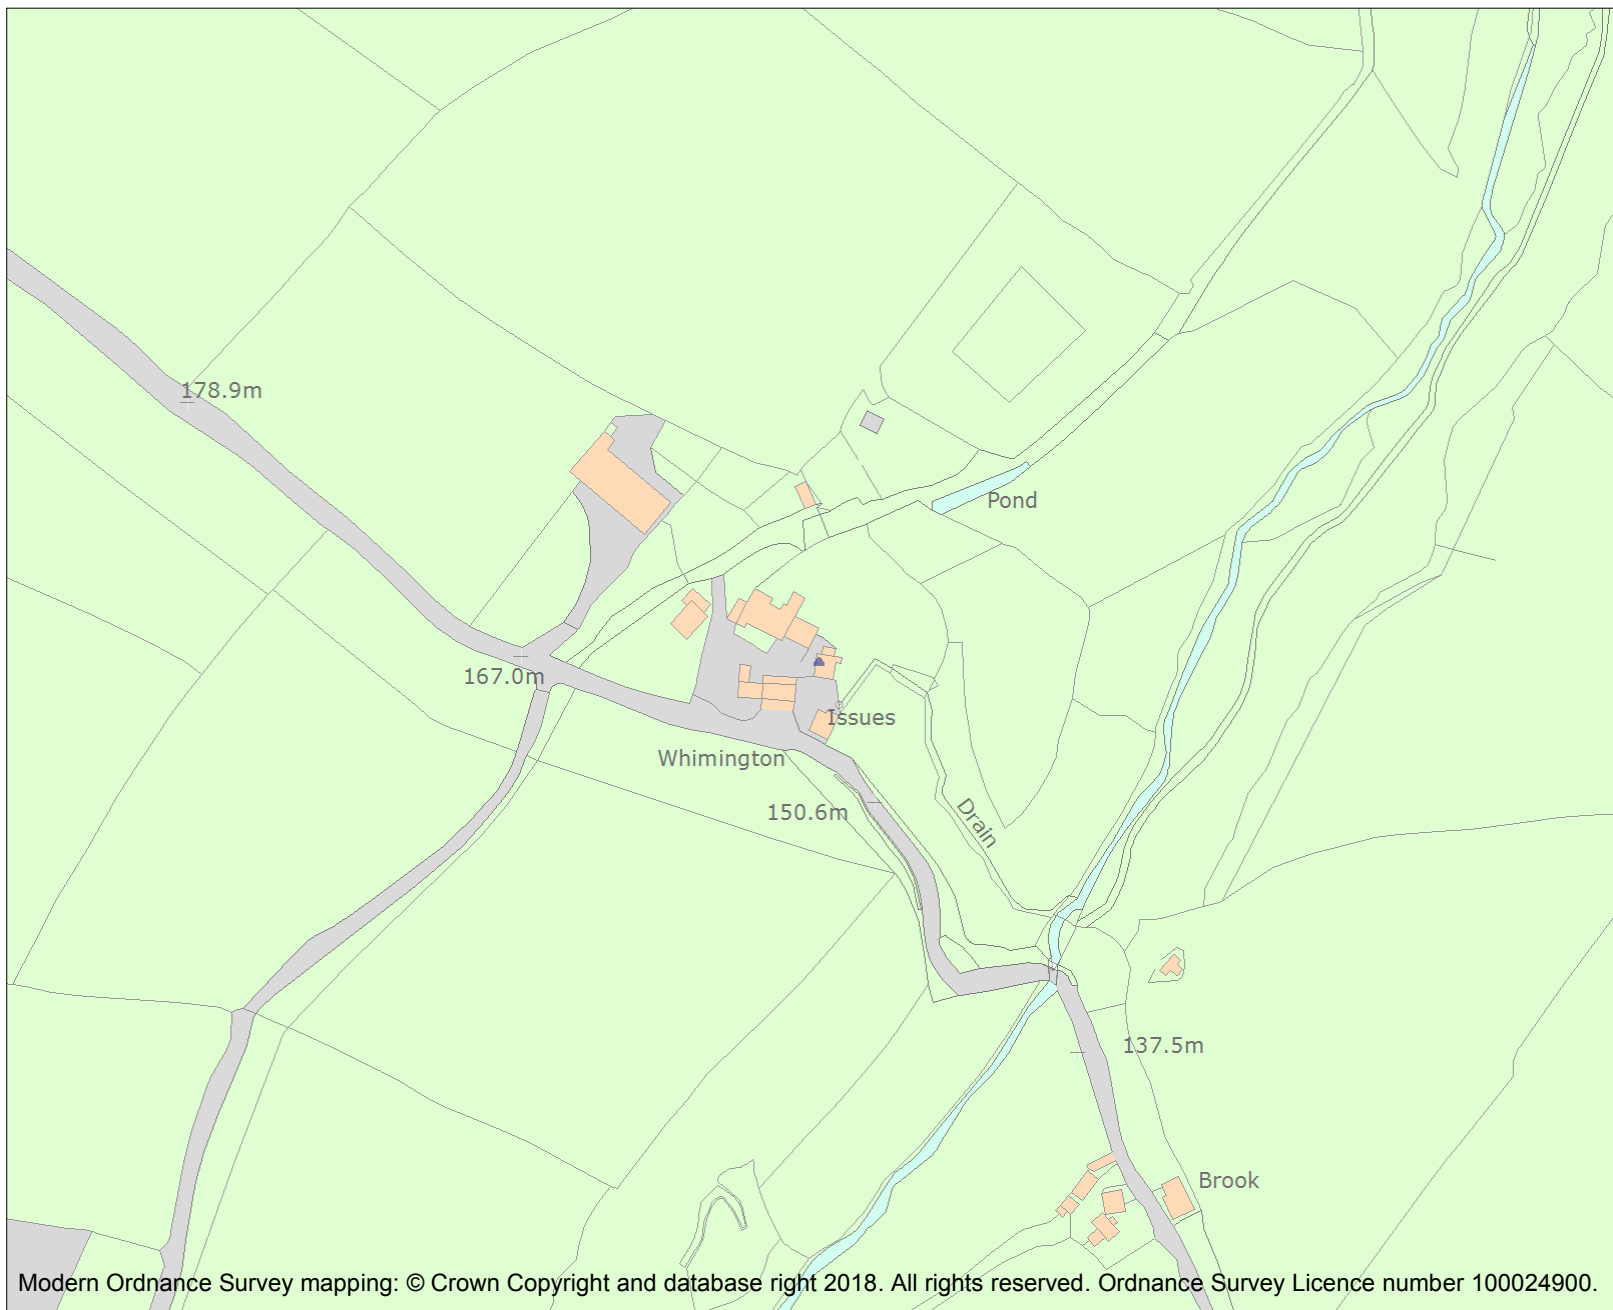 178.9m
Pond
167.0m
Issues
Whimington
150.6m
Drain
137.5m
Brook
Modern Ordnance Survey mapping: © Crown Copyright and database right 2018. All rights reserved. Ordnance Survey Licence number 100024900.